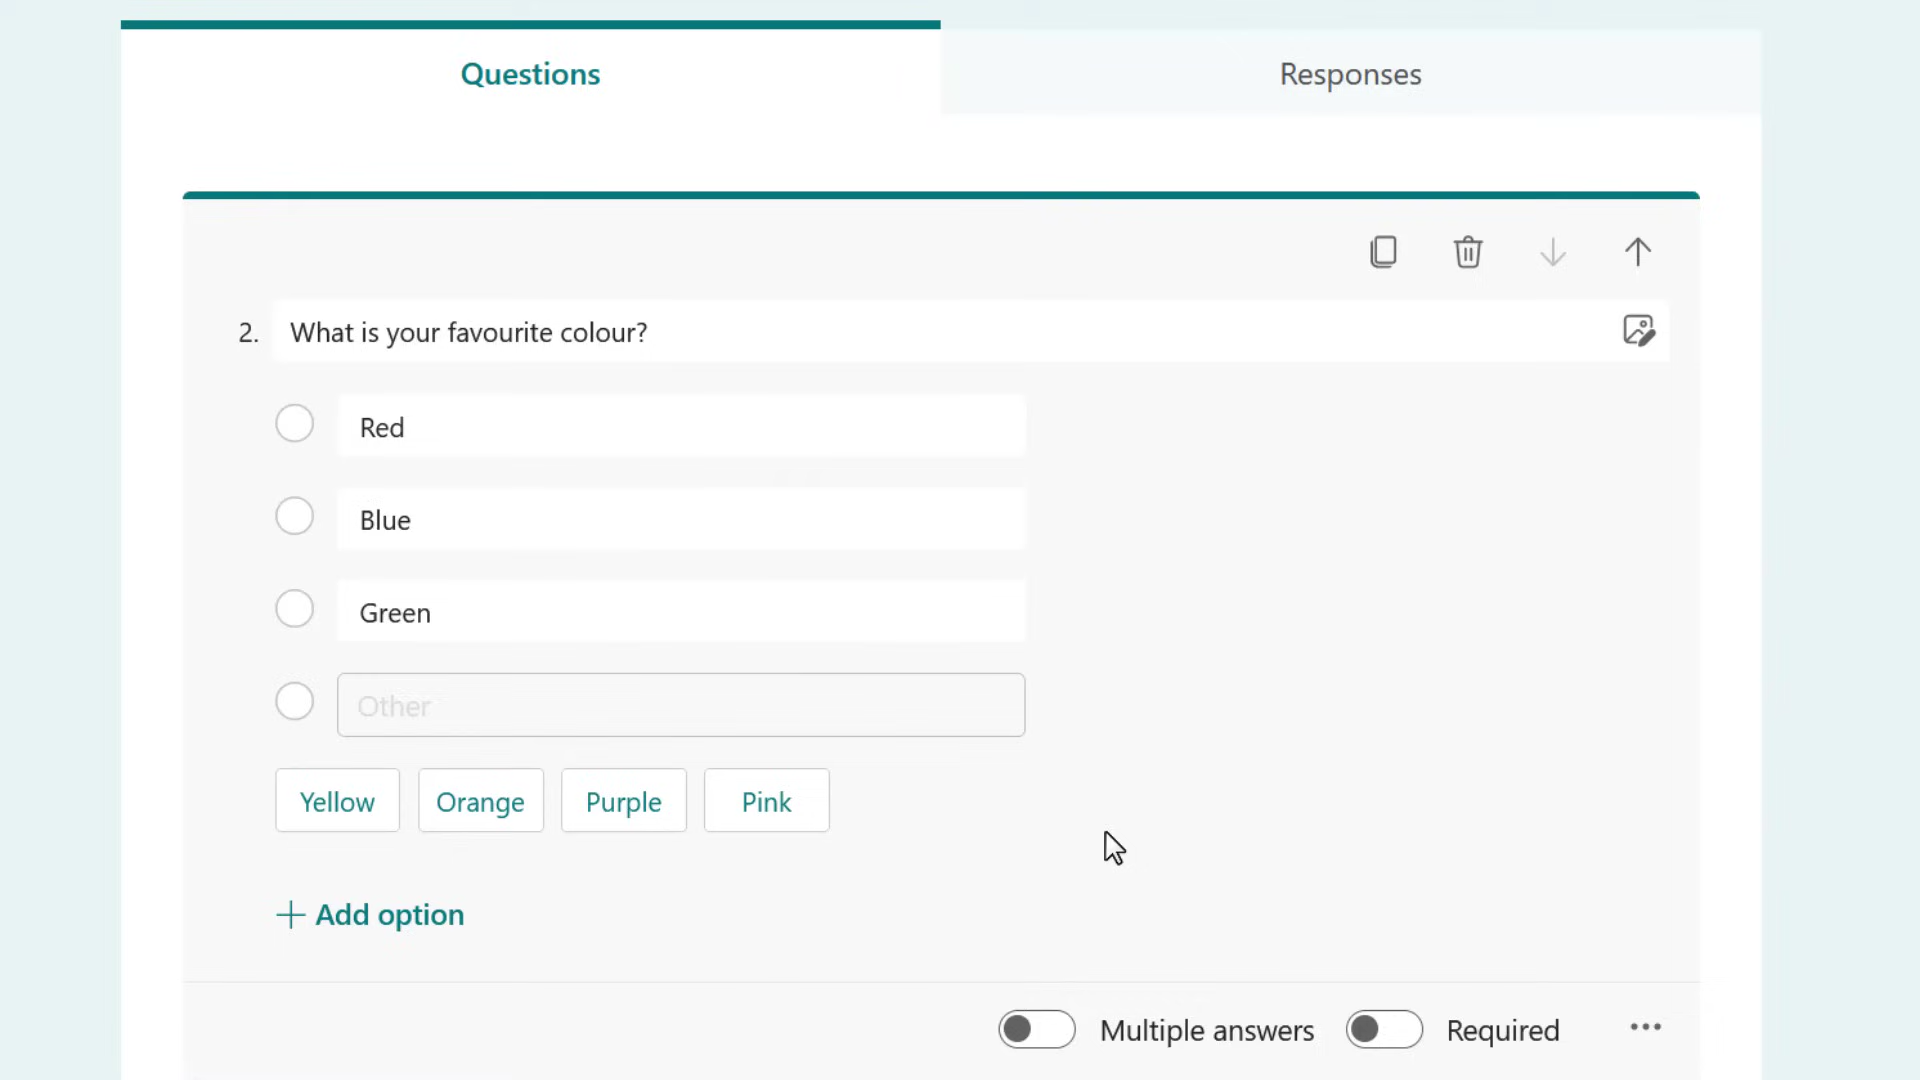 Questions
Responses
2. What is your favourite colour?
Red
Blue
Green
Other
Yellow
Orange
Purple
Pink
Add option
Multiple answers
Required